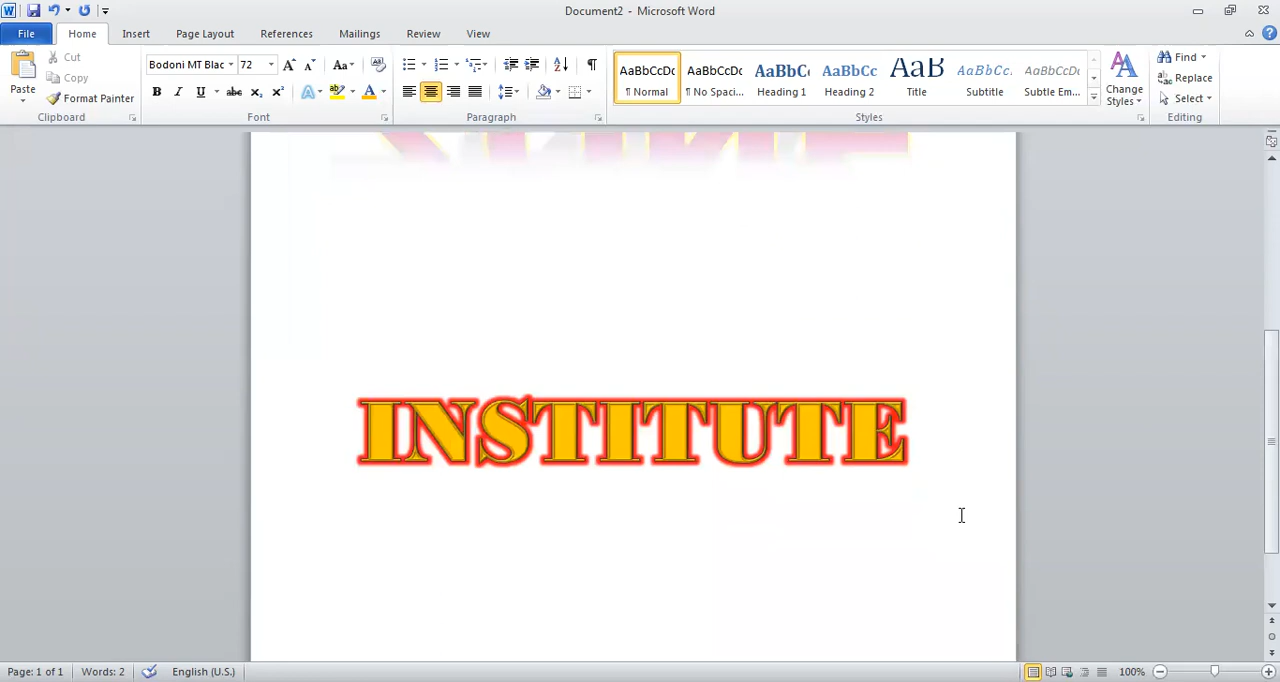 Document2 - Microsoft Word
File Home Insert Page Layout References Mailings Review View
Cut
Copy
Format Painter
Paste
Bodoni MT Blac 72
AaBbCcDc AaBbCcDc AaBbC AaBbCc AaB AaBbCc. AaBbCcDc
¶ Normal ¶ No Spaci... Heading 1 Heading 2 Title Subtitle Subtle Em...
Change Styles
Find
Replace
Select
Clipboard Font Paragraph Styles Editing
INSTITUTE
Page: 1 of 1 Words: 2 English (U.S.) 100%